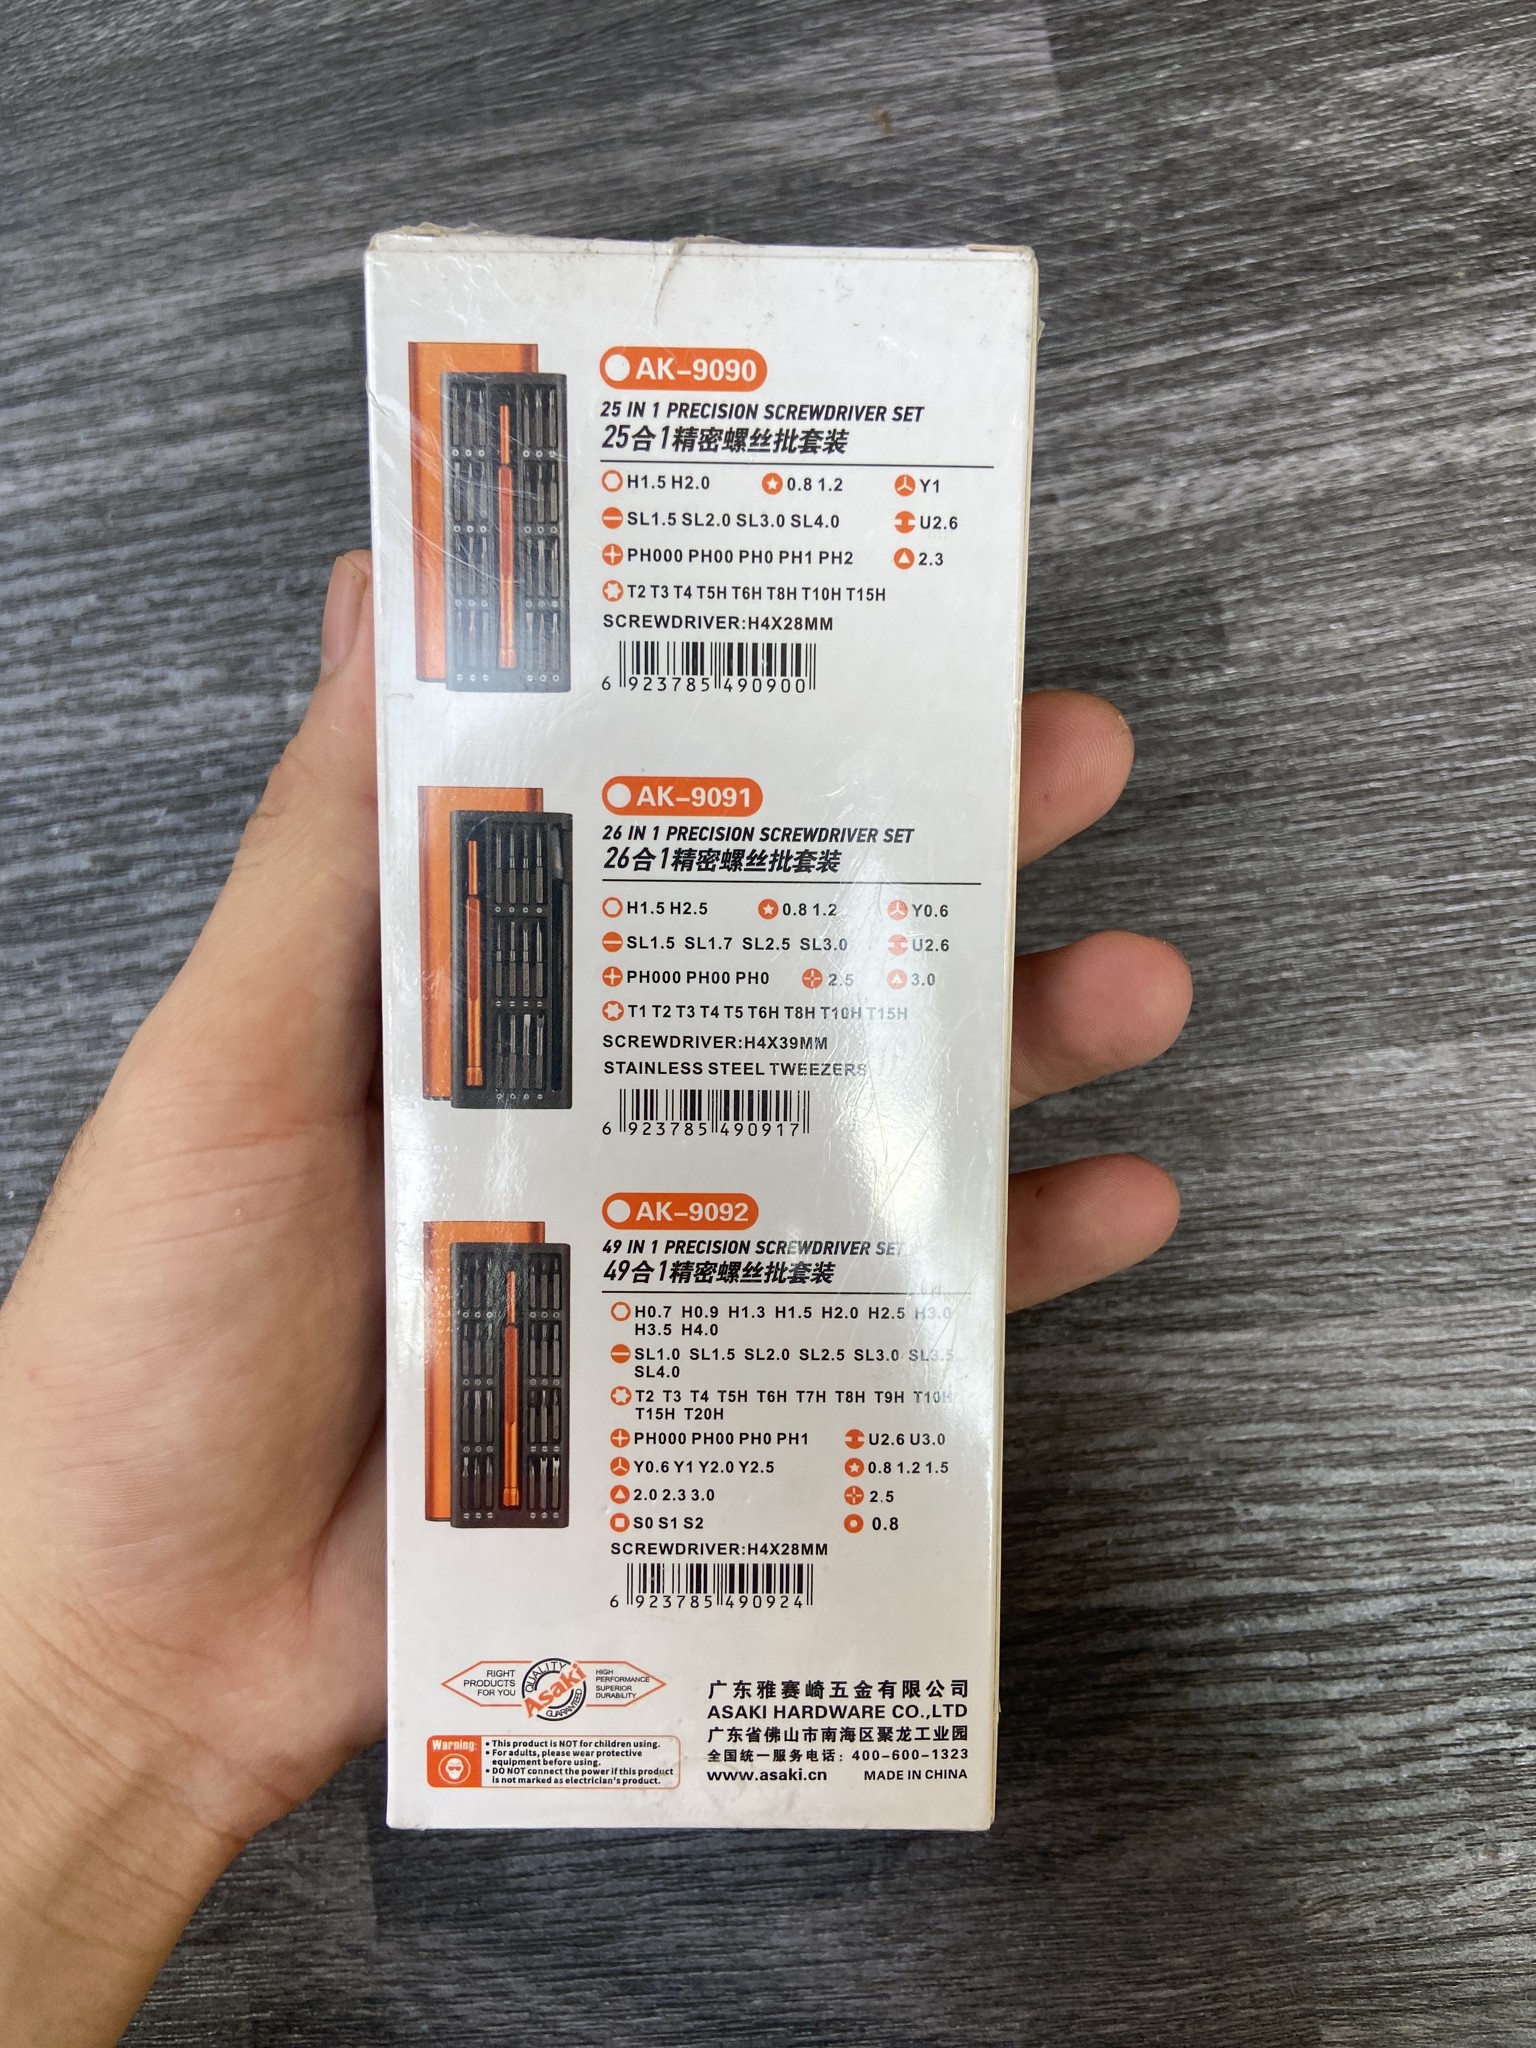 AK-9090
25 IN 1 PRECISION SCREWDRIVER SET
25合1精密螺丝批套装
H1.5 H2.0 0.8 1.2 Y1
SL1.5 SL2.0 SL3.0 SL4.0 U2.6
PH000 PH00 PH0 PH1 PH2 2.3
T2 T3 T4 T5H T6H T8H T10H T15H
SCREWDRIVER:H4X28MM
6 923785 490900
AK-9091
26 IN 1 PRECISION SCREWDRIVER SET
26合1精密螺丝批套装
H1.5 H2.5 0.8 1.2 Y0.6
SL1.5 SL1.7 SL2.5 SL3.0 U2.6
PH000 PH00 PH0 2.5 3.0
T1 T2 T3 T4 T5 T6H T8H T10H T15H
SCREWDRIVER:H4X39MM
STAINLESS STEEL TWEEZERS
6 923785 490917
AK-9092
49 IN 1 PRECISION SCREWDRIVER SET
49合1精密螺丝批套装
H0.7 H0.9 H1.3 H1.5 H2.0 H2.5 H3.0
H3.5 H4.0
SL1.0 SL1.5 SL2.0 SL2.5 SL3.0 SL3.5
SL4.0
T2 T3 T4 T5H T6H T7H T8H T9H T10H
T15H T20H
PH000 PH00 PH0 PH1 U2.6 U3.0
Y0.6 Y1 Y2.0 Y2.5 0.8 1.2 1.5
2.0 2.3 3.0 2.5
S0 S1 S2 0.8
SCREWDRIVER:H4X28MM
6 923785 490924
RIGHT
PRODUCTS
FOR YOU
QUALITY
Asaki
GUARANTEED
HIGH
PERFORMANCE
SUPERIOR
DURABILITY
Warning:
• This product is NOT for children using.
• For adults, please wear protective
equipment before using.
• DO NOT connect the power if this product
is not marked as electrician's product.
广东雅赛崎五金有限公司
ASAKI HARDWARE CO.,LTD
广东省佛山市南海区聚龙工业园
全国统一服务电话：400-600-1323
www.asaki.cn MADE IN CHINA